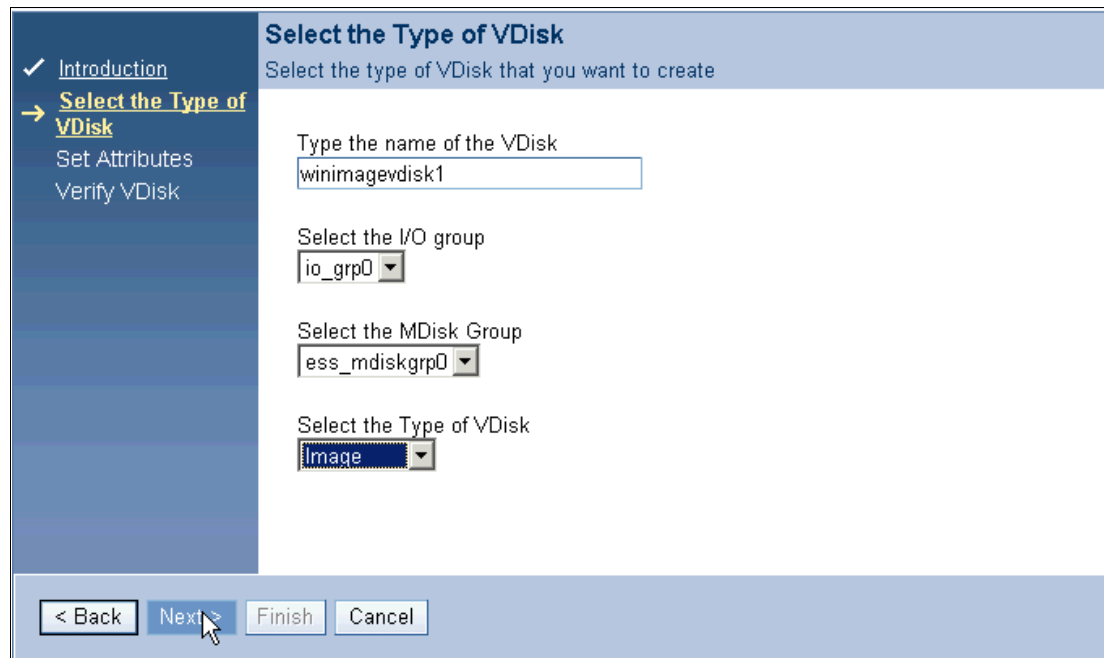 Select the Type of VDisk
Select the type of VDisk that you want to create
✓ Introduction
→ Select the Type of
VDisk
Set Attributes
Verify VDisk
Type the name of the VDisk
winimagevdisk1
Select the I/O group
io_grp0
Select the MDisk Group
ess_mdiskgrp0
Select the Type of VDisk
Image
< Back
Next >
Finish
Cancel